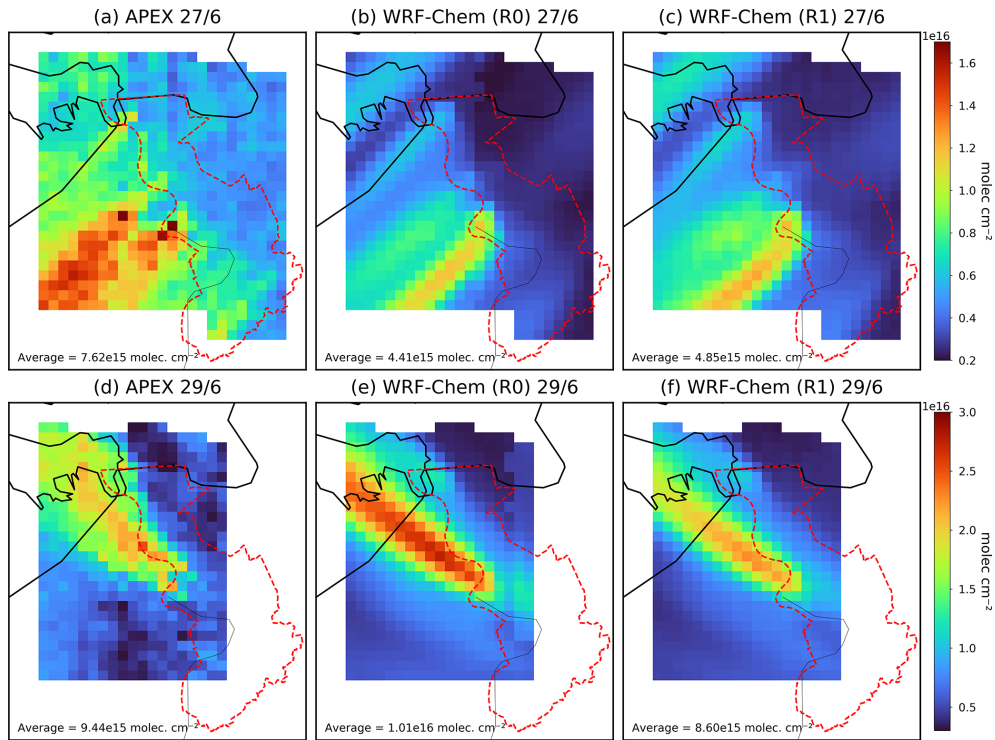 (a) APEX 27/6
(b) WRF-Chem (R0) 27/6
(c) WRF-Chem (R1) 27/6
1e16
1.6
1.4
1.2
1.0
0.8
0.6
0.4
0.2
molec cm⁻²
Average = 7.62e15 molec. cm⁻²
Average = 4.41e15 molec. cm⁻²
Average = 4.85e15 molec. cm⁻²
(d) APEX 29/6
(e) WRF-Chem (R0) 29/6
(f) WRF-Chem (R1) 29/6
1e16
3.0
2.5
2.0
1.5
1.0
0.5
molec cm⁻²
Average = 9.44e15 molec. cm⁻²
Average = 1.01e16 molec. cm⁻²
Average = 8.60e15 molec. cm⁻²